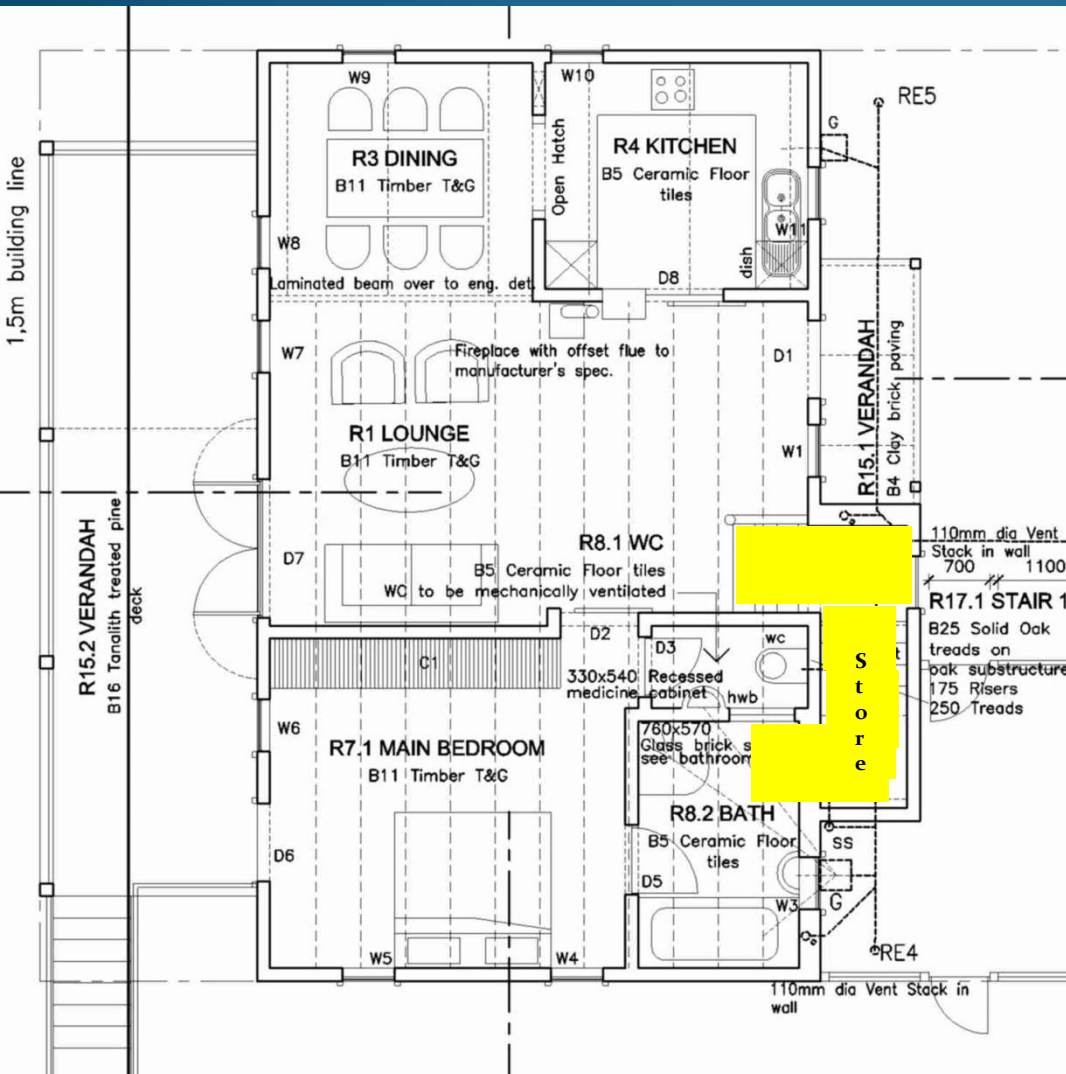 W9
W10
RE5
G
R3 DINING
B11 Timber T&G
Open Hatch
R4 KITCHEN
B5 Ceramic Floor
tiles
1,5m building line
W8
W11
dish
D8
Laminated beam over to eng. det.
W7
Fireplace with offset flue to
manufacturer's spec.
D1
R15.1 VERANDAH
B4 Clay brick paving
R1 LOUNGE
B11 Timber T&G
W1
R15.2 VERANDAH
B16 Tanalith treated pine
deck
D7
R8.1 WC
B5 Ceramic Floor tiles
WC to be mechanically ventilated
110mm dia Vent
Stack in wall
700 1100
R17.1 STAIR 1
B25 Solid Oak
treads on
oak substructure
175 Risers
250 Treads
D2
D3
wc
C1
330x540 Recessed
medicine cabinet
hwb
Store
W6
R7.1 MAIN BEDROOM
B11 Timber T&G
760x570
Glass brick s
see bathroom
R8.2 BATH
B5 Ceramic Floor
tiles
SS
D6
D5
G
W3
W5
W4
RE4
110mm dia Vent Stack in
wall